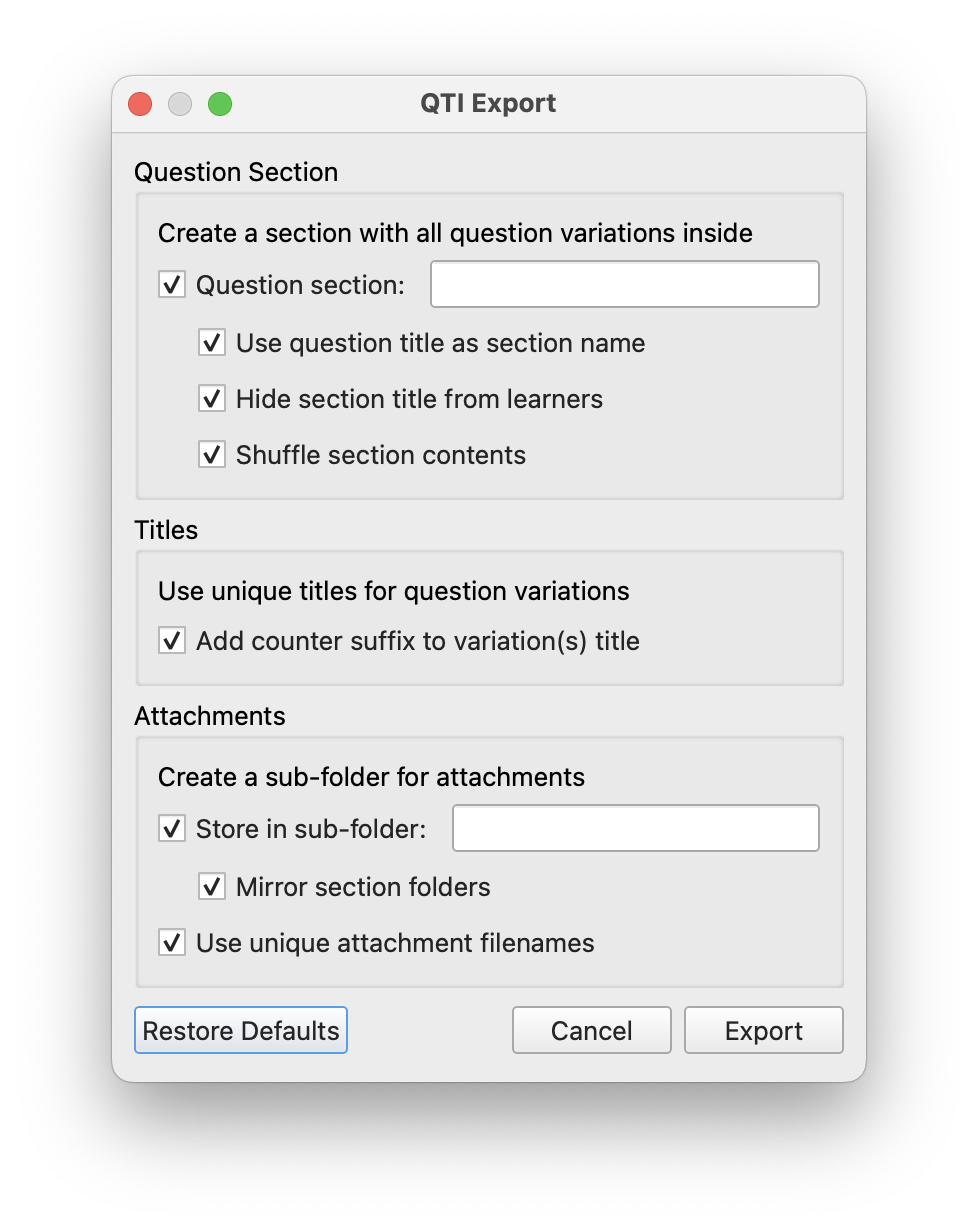 QTI Export
Question Section
Create a section with all question variations inside
Question section:
Use question title as section name
Hide section title from learners
Shuffle section contents
Titles
Use unique titles for question variations
Add counter suffix to variation(s) title
Attachments
Create a sub-folder for attachments
Store in sub-folder:
Mirror section folders
Use unique attachment filenames
Restore Defaults Cancel Export